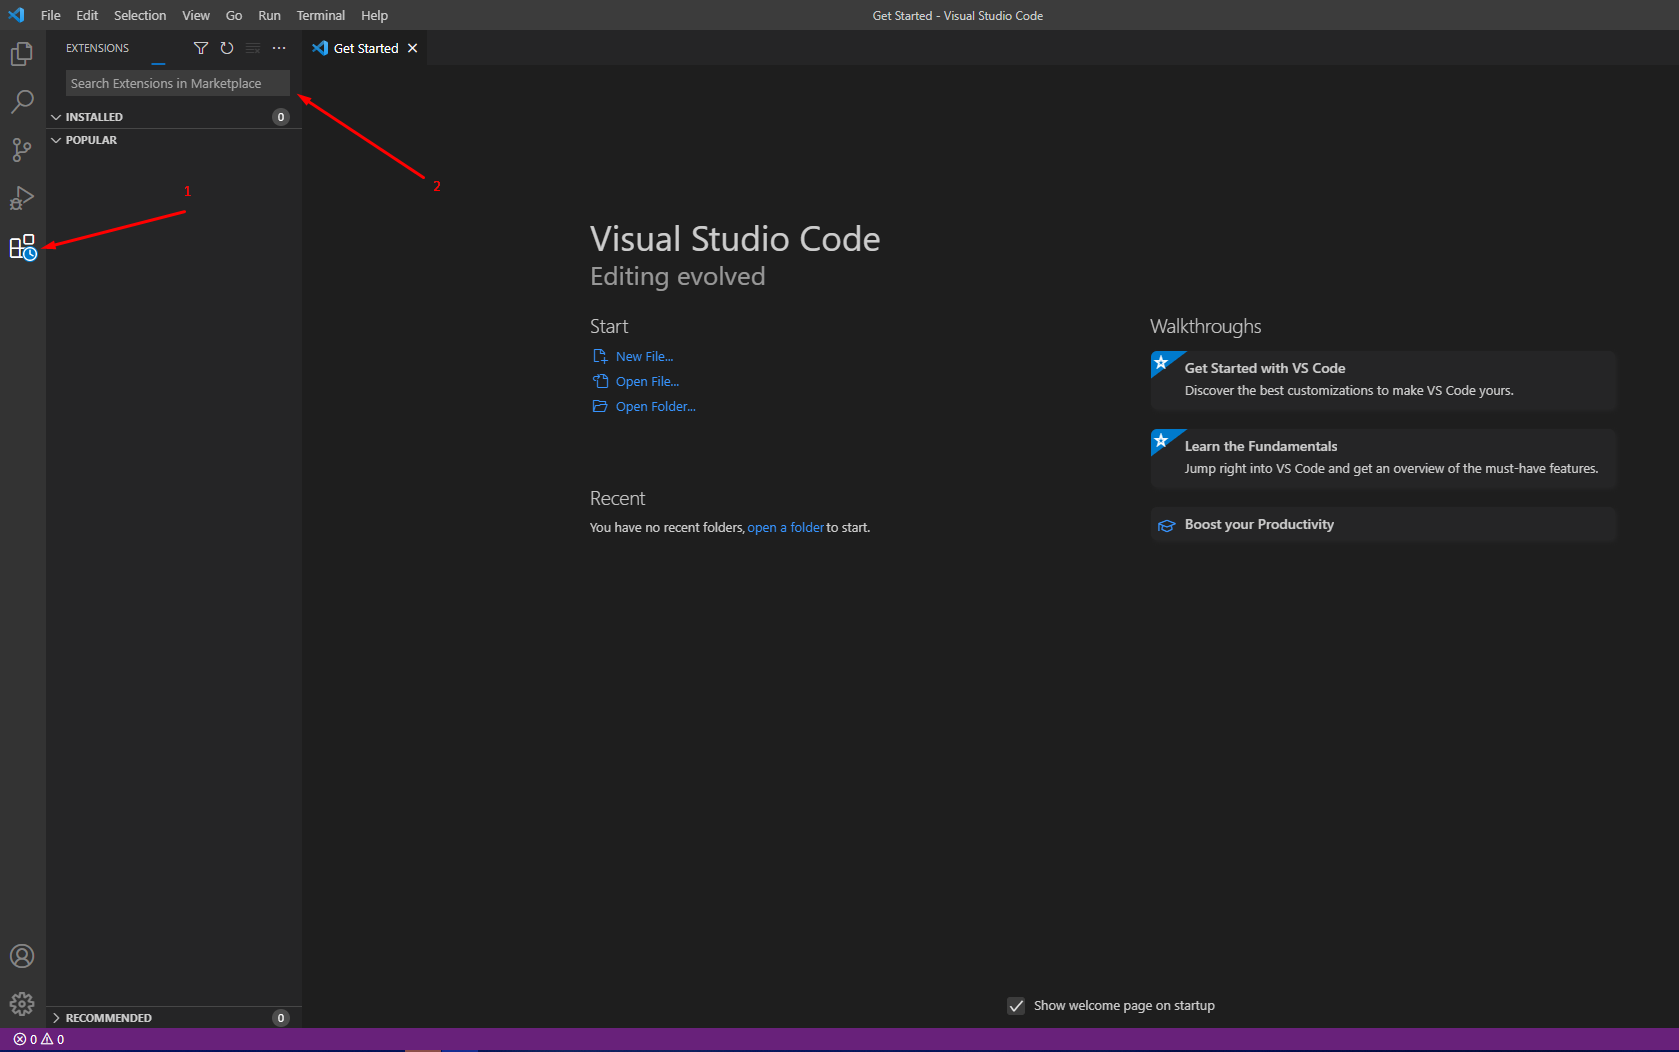 File Edit Selection View Go Run Terminal Help
Get Started - Visual Studio Code
EXTENSIONS
Get Started
Search Extensions in Marketplace
INSTALLED 0
POPULAR
1
2
Visual Studio Code
Editing evolved
Start
New File...
Open File...
Open Folder...
Recent
You have no recent folders, open a folder to start.
Walkthroughs
Get Started with VS Code
Discover the best customizations to make VS Code yours.
Learn the Fundamentals
Jump right into VS Code and get an overview of the must-have features.
Boost your Productivity
Show welcome page on startup
RECOMMENDED 0
0 0